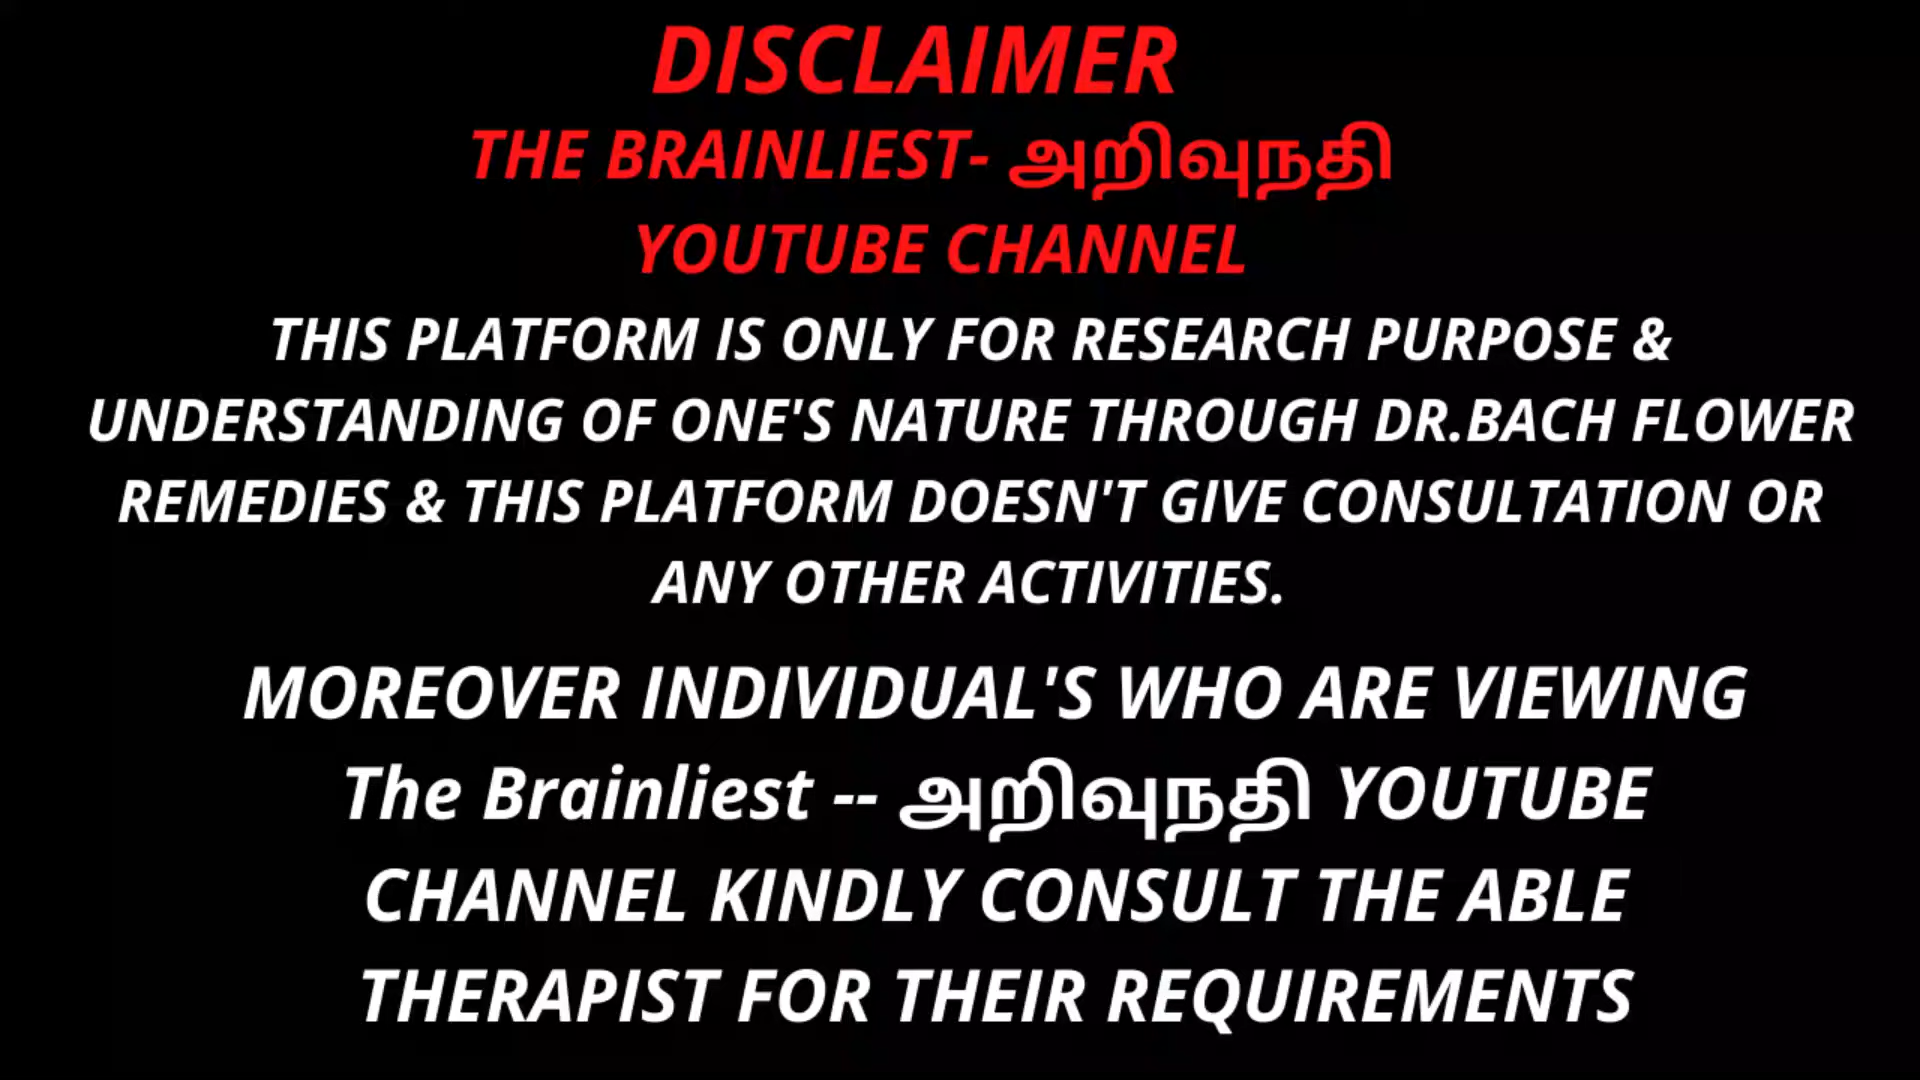 DISCLAIMER
THE BRAINLIEST- அறிவுநதி
YOUTUBE CHANNEL
THIS PLATFORM IS ONLY FOR RESEARCH PURPOSE &
UNDERSTANDING OF ONE'S NATURE THROUGH DR.BACH FLOWER
REMEDIES & THIS PLATFORM DOESN'T GIVE CONSULTATION OR
ANY OTHER ACTIVITIES.
MOREOVER INDIVIDUAL'S WHO ARE VIEWING
The Brainliest -- அறிவுநதி YOUTUBE
CHANNEL KINDLY CONSULT THE ABLE
THERAPIST FOR THEIR REQUIREMENTS